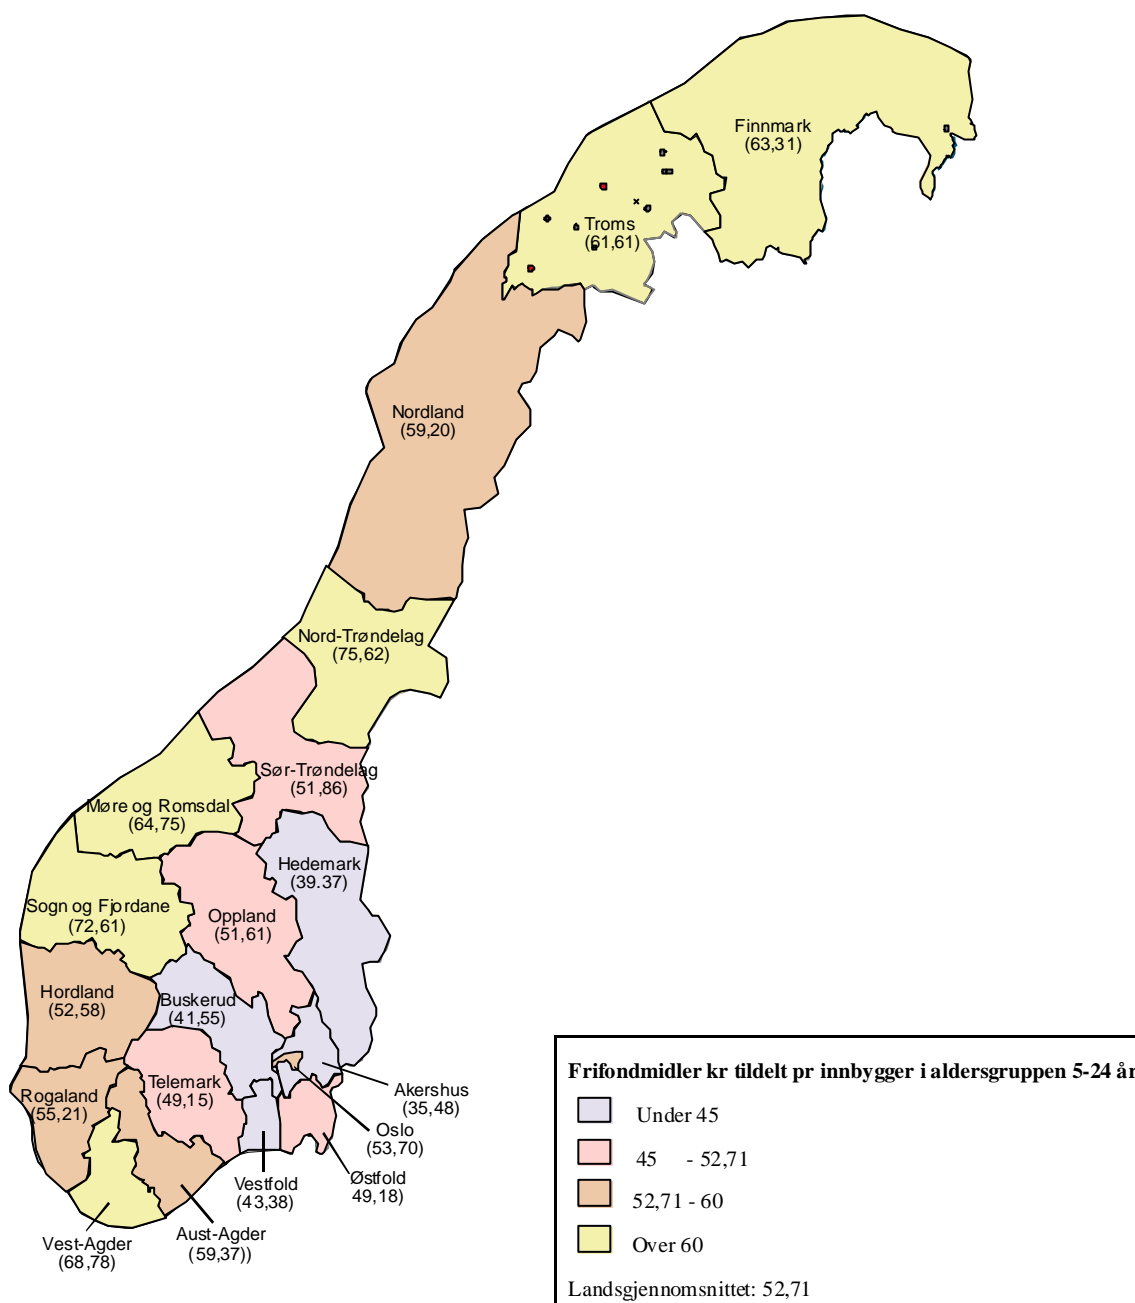 Finnmark
(63,31)
Troms
(61,61)
Nordland
(59,20)
Nord-Trøndelag
(75,62)
Sør-Trøndelag
(51,86)
Møre og Romsdal
(64,75)
Hedemark
(39.37)
Sogn og Fjordane
(72,61)
Oppland
(51,61)
Hordland
(52,58)
Buskerud
(41,55)
Telemark
(49,15)
Rogaland
(55,21)
Akershus
(35,48)
Oslo
(53,70)
Østfold
49,18)
Vestfold
(43,38)
Aust-Agder
(59,37))
Vest-Agder
(68,78)
Frifondmidler kr tildelt pr innbygger i aldersgruppen 5-24 år
Under 45
45 - 52,71
52,71 - 60
Over 60
Landsgjennomsnittet: 52,71